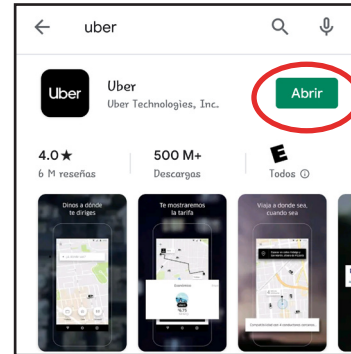 uber
Uber
Uber
Uber Technologies, Inc.
Abrir
4.0★
500 M+
E
6 M reseñas
Descargas
Todos
Dinos a dónde
te diriges
Te mostraremos
la tarifa
Viaja a donde sea,
cuando sea